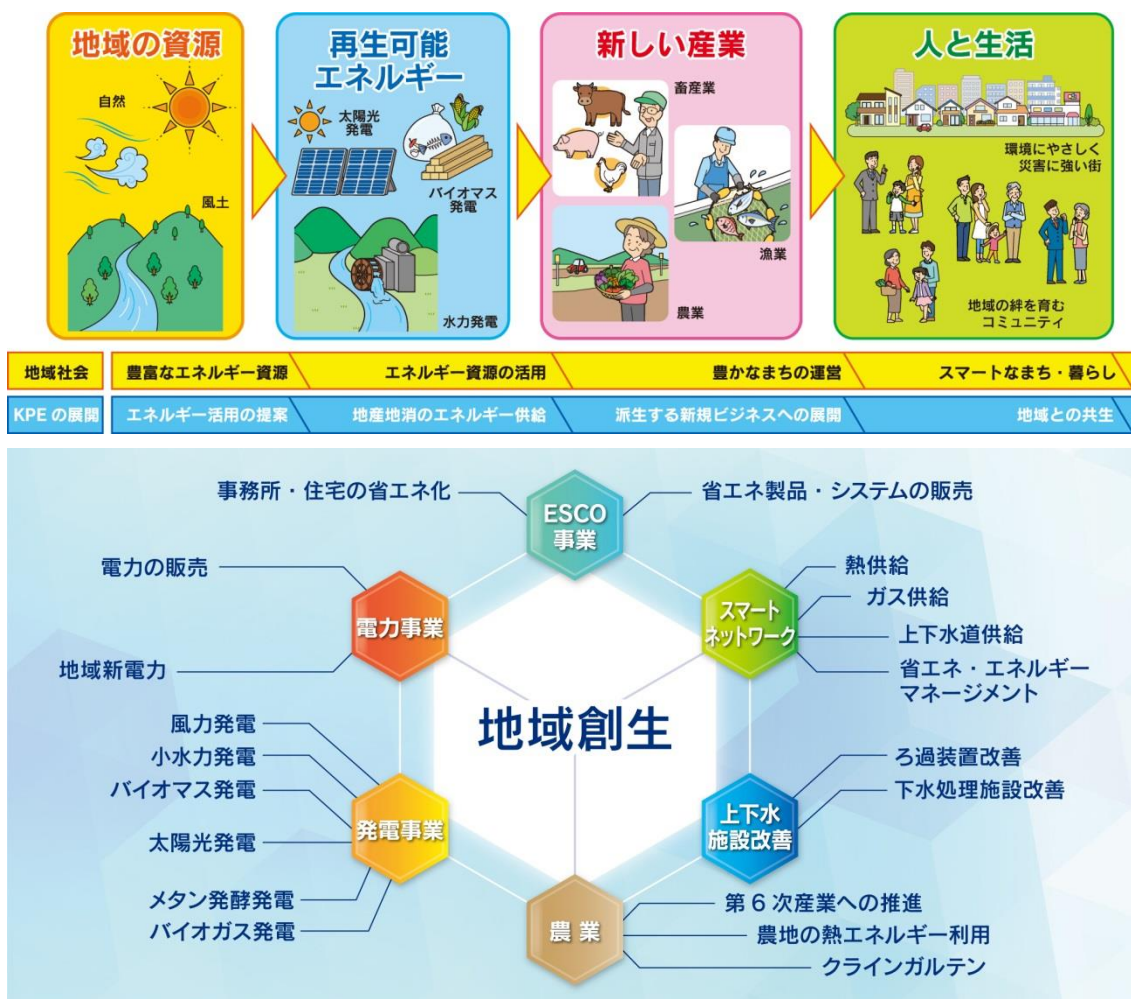 地域の資源
自然
風土
再生可能
エネルギー
太陽光
発電
バイオマス
発電
水力発電
新しい産業
畜産業
漁業
農業
人と生活
環境にやさしく
災害に強い街
地域の絆を育む
コミュニティ
地域社会
豊富なエネルギー資源
エネルギー資源の活用
豊かなまちの運営
スマートなまち・暮らし
KPEの展開
エネルギー活用の提案
地産地消のエネルギー供給
派生する新規ビジネスへの展開
地域との共生
事務所・住宅の省エネ化
ESCO
事業
省エネ製品・システムの販売
電力の販売
電力事業
地域新電力
スマート
ネットワーク
熱供給
ガス供給
上下水道供給
省エネ・エネルギー
マネージメント
地域創生
風力発電
小水力発電
バイオマス発電
太陽光発電
メタン発酵発電
バイオガス発電
発電事業
上下水
施設改善
ろ過装置改善
下水処理施設改善
農業
第6次産業への推進
農地の熱エネルギー利用
クラインガルテン